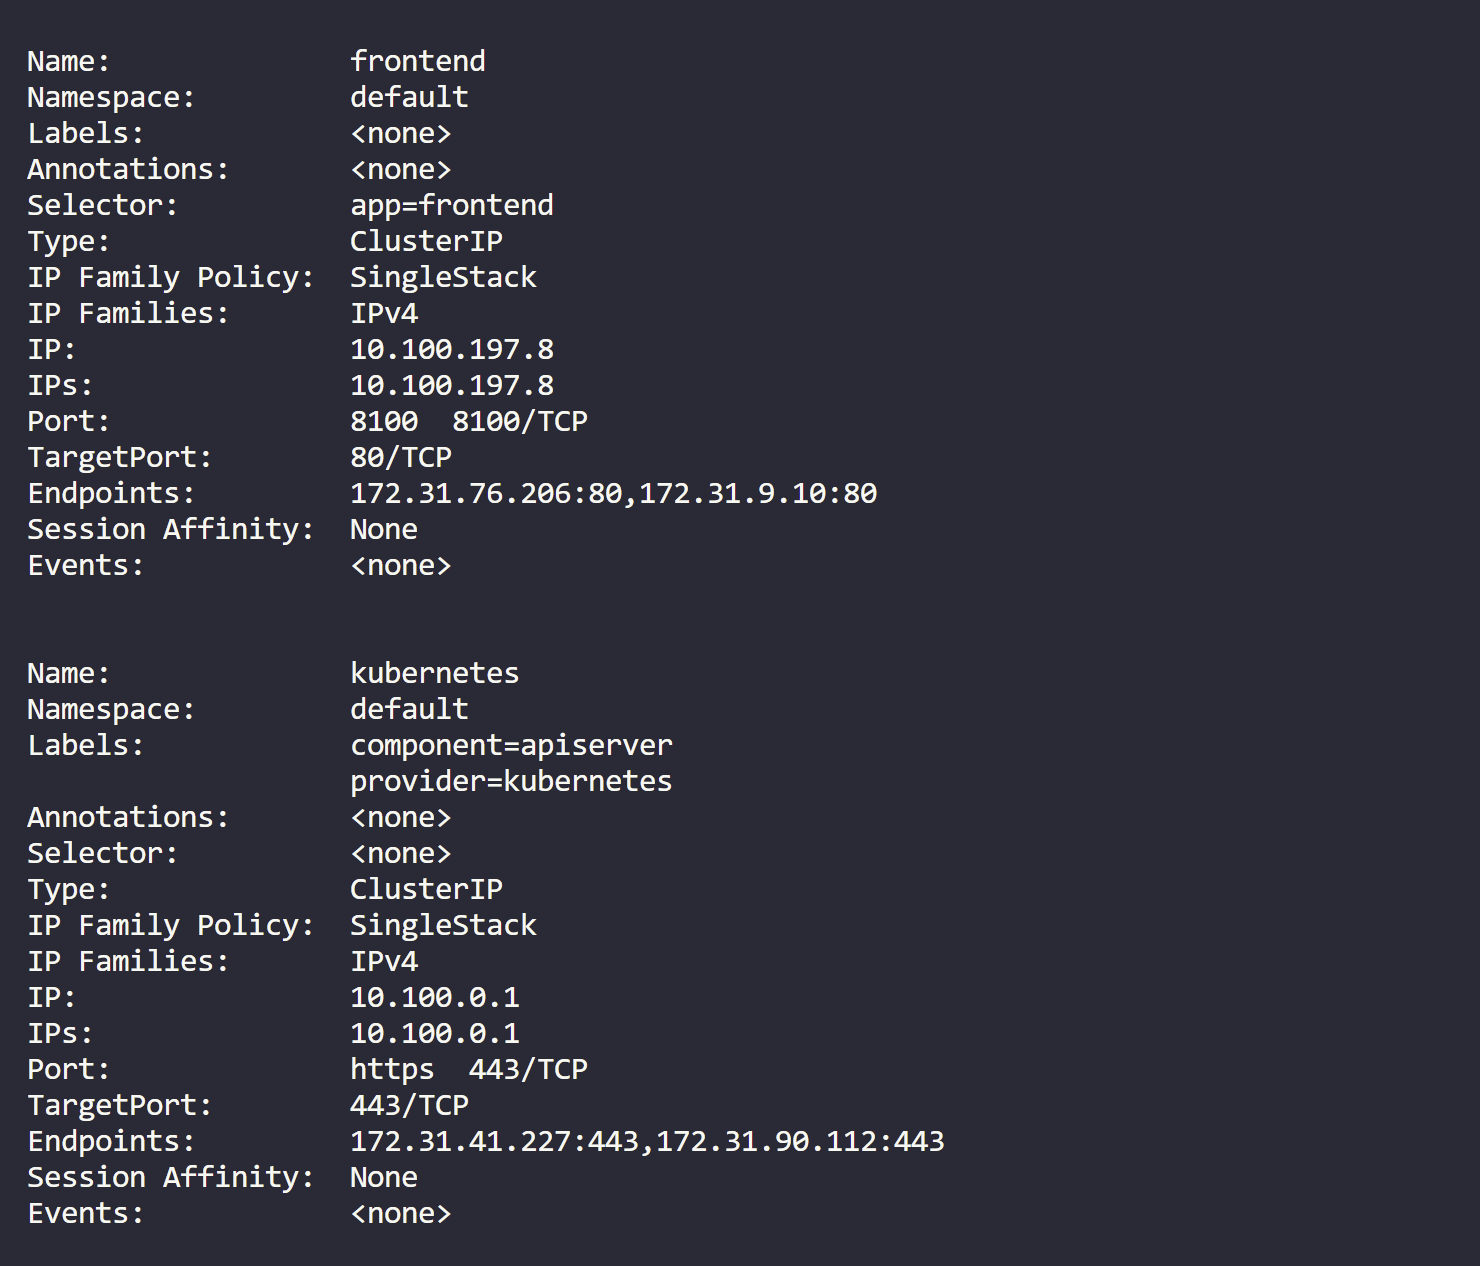 Name:              frontend
Namespace:         default
Labels:            <none>
Annotations:       <none>
Selector:          app=frontend
Type:              ClusterIP
IP Family Policy:  SingleStack
IP Families:       IPv4
IP:                10.100.197.8
IPs:               10.100.197.8
Port:              8100  8100/TCP
TargetPort:        80/TCP
Endpoints:         172.31.76.206:80,172.31.9.10:80
Session Affinity:  None
Events:            <none>

Name:              kubernetes
Namespace:         default
Labels:            component=apiserver
                   provider=kubernetes
Annotations:       <none>
Selector:          <none>
Type:              ClusterIP
IP Family Policy:  SingleStack
IP Families:       IPv4
IP:                10.100.0.1
IPs:               10.100.0.1
Port:              https  443/TCP
TargetPort:        443/TCP
Endpoints:         172.31.41.227:443,172.31.90.112:443
Session Affinity:  None
Events:            <none>